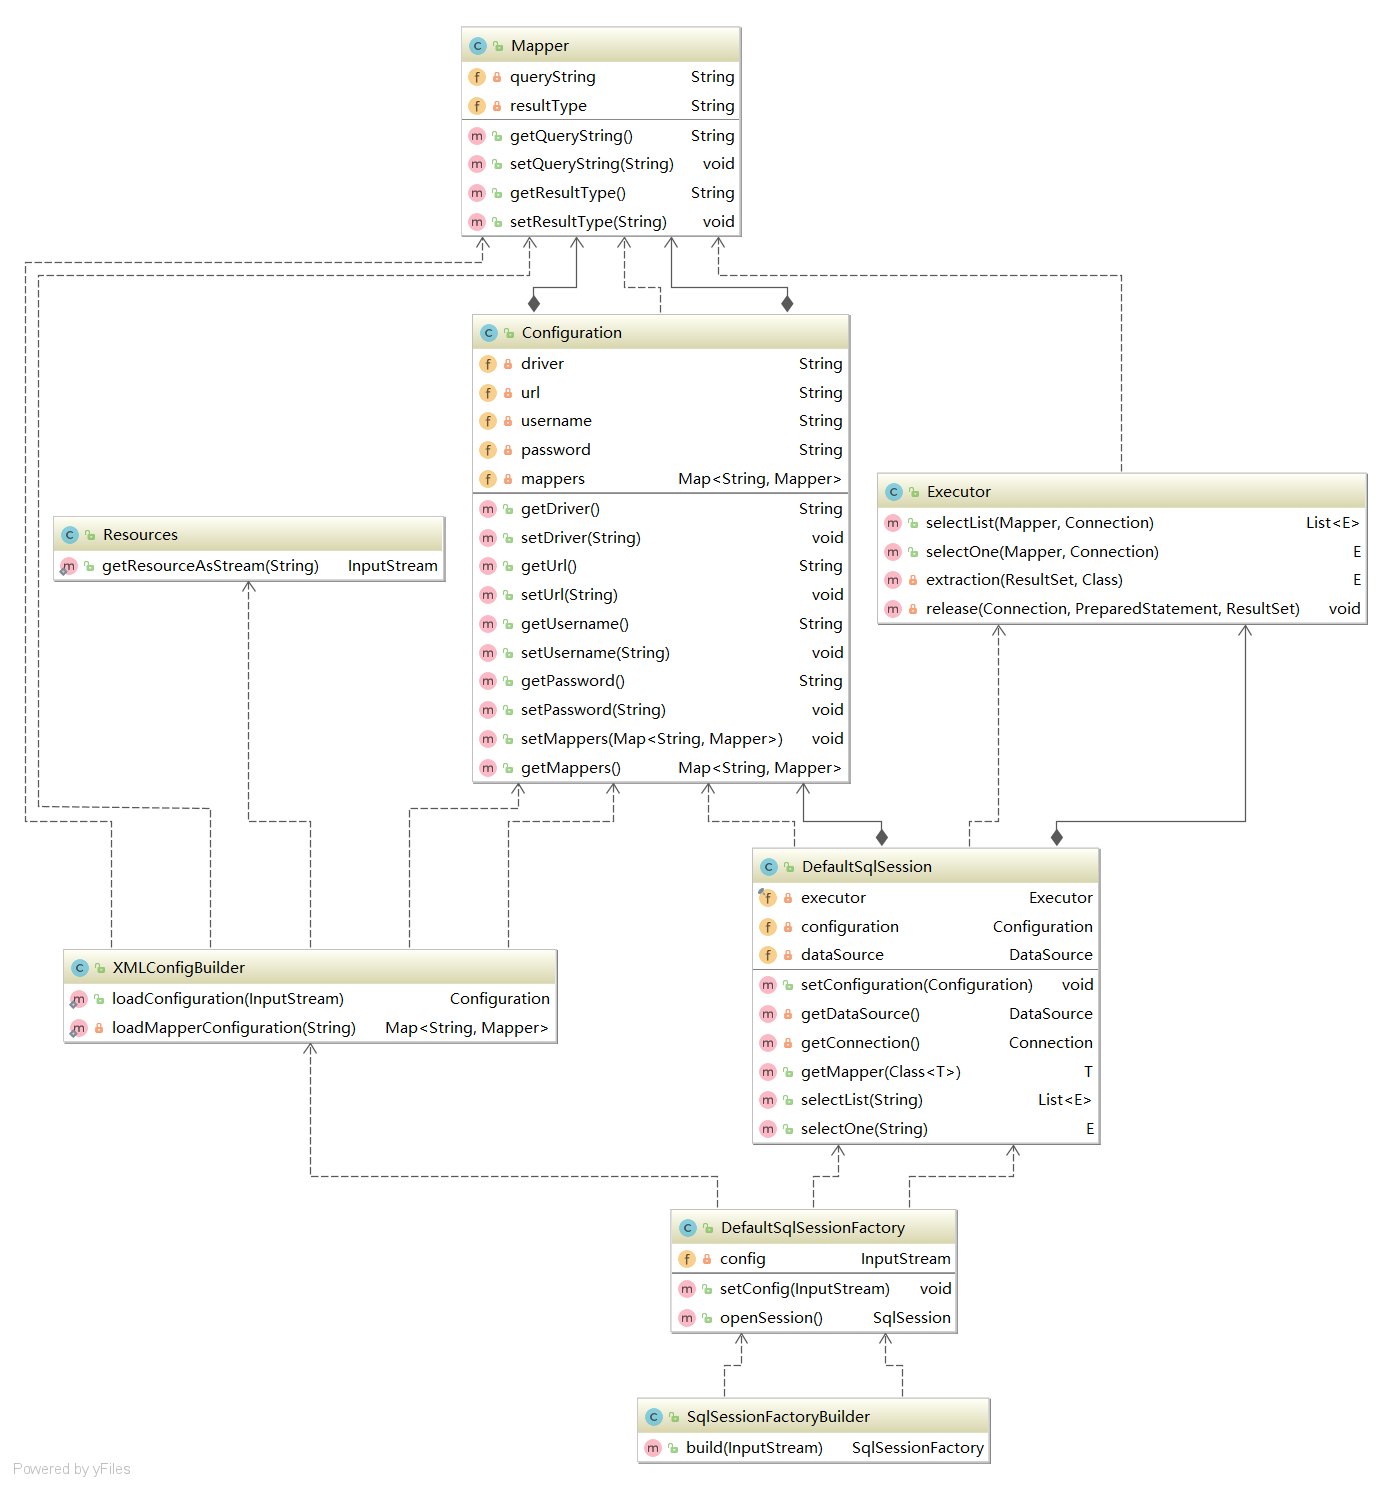 Mapper
queryString String
resultType String
getQueryString() String
setQueryString(String) void
getResultType() String
setResultType(String) void
Configuration
driver String
url String
username String
password String
mappers Map<String, Mapper>
getDriver() String
setDriver(String) void
getUrl() String
setUrl(String) void
getUsername() String
setUsername(String) void
getPassword() String
setPassword(String) void
setMappers(Map<String, Mapper>) void
getMappers() Map<String, Mapper>
Executor
selectList(Mapper, Connection) List<E>
selectOne(Mapper, Connection) E
extraction(ResultSet, Class) E
release(Connection, PreparedStatement, ResultSet) void
Resources
getResourceAsStream(String) InputStream
DefaultSqlSession
executor Executor
configuration Configuration
dataSource DataSource
setConfiguration(Configuration) void
getDataSource() DataSource
getConnection() Connection
getMapper(Class<T>) T
selectList(String) List<E>
selectOne(String) E
XMLConfigBuilder
loadConfiguration(InputStream) Configuration
loadMapperConfiguration(String) Map<String, Mapper>
DefaultSqlSessionFactory
config InputStream
setConfig(InputStream) void
openSession() SqlSession
SqlSessionFactoryBuilder
build(InputStream) SqlSessionFactory
Powered by yFiles